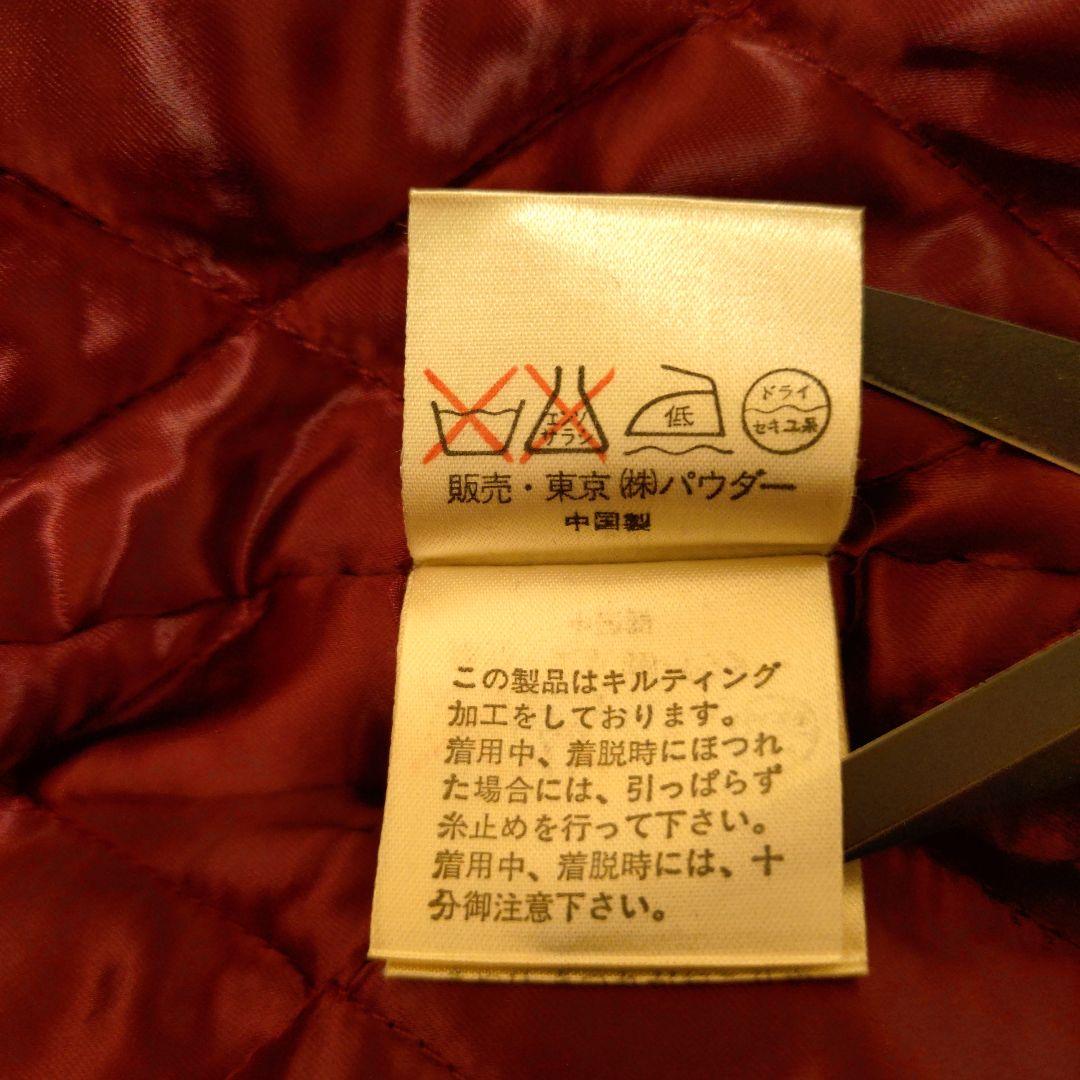 エンソ
サラシ
低
ドライ
セキユ系
販売・東京㈱パウダー
中国製
この製品はキルティング
加工をしております。
着用中、着脱時にほつれ
た場合には、引っぱらず
糸止めを行って下さい。
着用中、着脱時には、十
分御注意下さい。